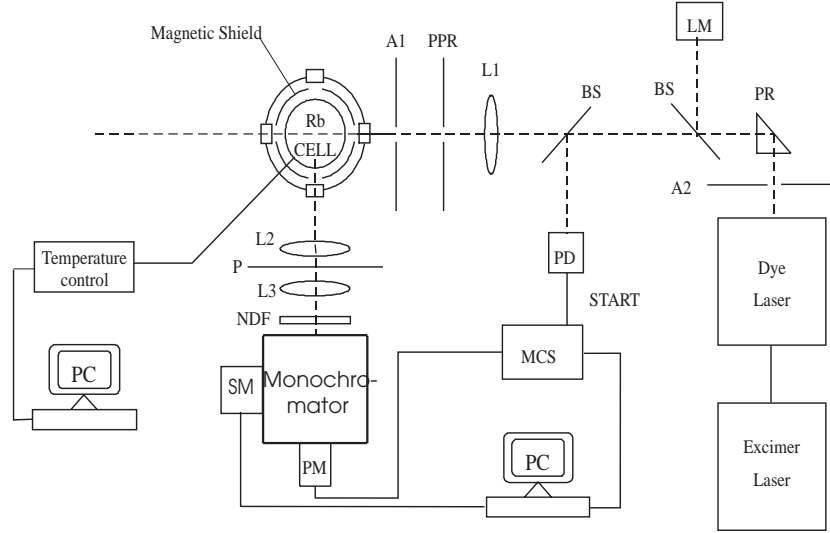 LM
Magnetic Shield
A1
PPR
L1
BS
BS
PR
Rb
CELL
A2
L2
P
L3
NDF
Temperature
control
PD
START
Dye
Laser
MCS
PC
SM
Monochro-
mator
PM
PC
Excimer
Laser